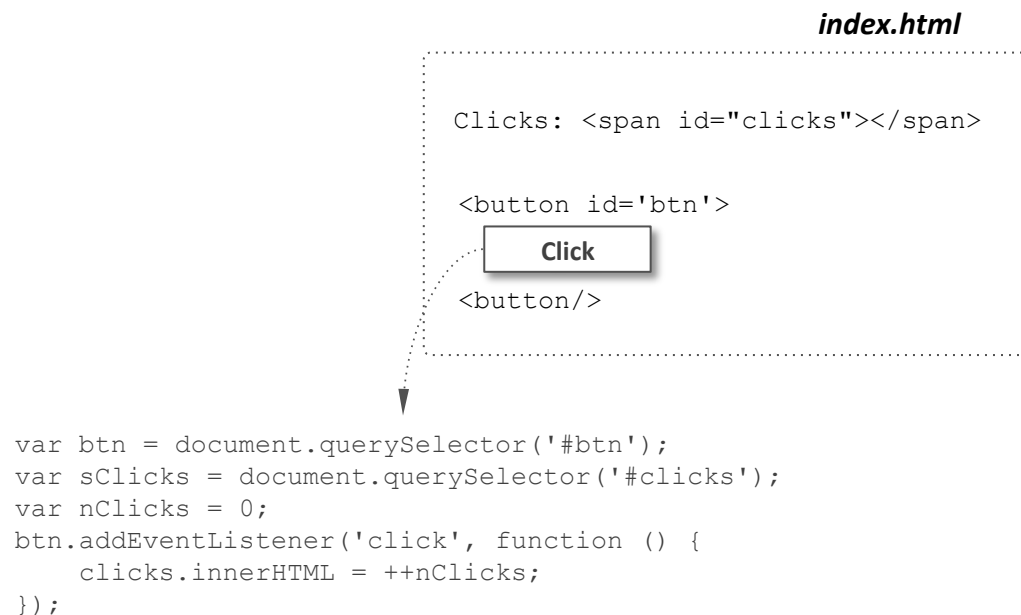 index.html
Clicks: <span id="clicks"></span>
<button id='btn'>
Click
<button/>
var btn = document.querySelector('#btn');
var sClicks = document.querySelector('#clicks');
var nClicks = 0;
btn.addEventListener('click', function () {
    clicks.innerHTML = ++nClicks;
});